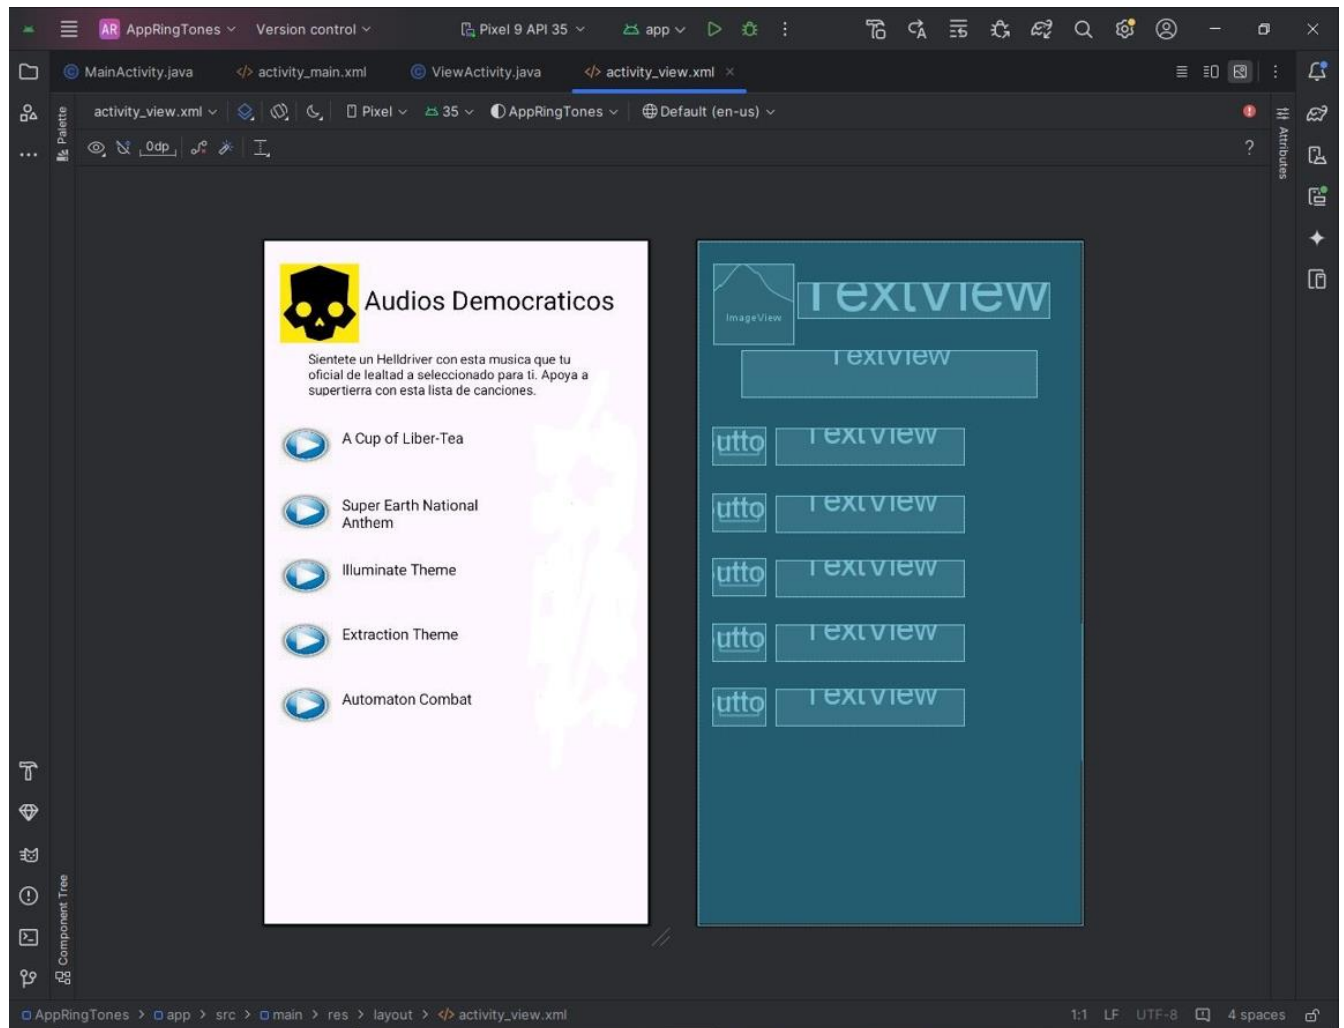 AR AppRingTones Version control Pixel 9 API 35 app
MainActivity.java activity_main.xml ViewActivity.java activity_view.xml
activity_view.xml Pixel 35 AppRingTones Default (en-us)
Palette
0dp
?
Attributes
Audios Democraticos
Sientete un Helldriver con esta musica que tu
oficial de lealtad a seleccionado para ti. Apoya a
supertierra con esta lista de canciones.
A Cup of Liber-Tea
Super Earth National
Anthem
Illuminate Theme
Extraction Theme
Automaton Combat
ImageView
TextView
TextView
utto TextView
utto TextView
utto TextView
utto TextView
utto TextView
Component Tree
AppRingTones > app > src > main > res > layout > activity_view.xml 1:1 LF UTF-8 4 spaces